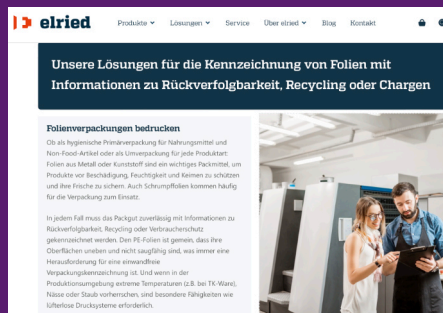 elried
Produkte
Lösungen
Service
Über elried
Blog
Kontakt
Unsere Lösungen für die Kennzeichnung von Folien mit
Informationen zu Rückverfolgbarkeit, Recycling oder Chargen
Folienverpackungen bedrucken
Ob als hygienische Primärverpackung für Nahrungsmittel und
Non-Food-Artikel oder als Umverpackung für jede Produktart:
Folien aus Metall oder Kunststoff sind ein wichtiges Packmittel, um
Produkte vor Beschädigung, Feuchtigkeit und Keimen zu schützen
und ihre Frische zu sichern. Auch Schrumpffolien kommen häufig
für die Verpackung zum Einsatz.
In jedem Fall muss das Packgut zuverlässig mit Informationen zu
Rückverfolgbarkeit, Recycling oder Verbraucherschutz
gekennzeichnet werden. Den PE-Folien ist gemein, dass ihre
Oberflächen uneben und nicht saugfähig sind, was immer eine
Herausforderung für eine einwandfreie
Verpackungskennzeichnung ist. Und wenn in der
Produktionsumgebung extreme Temperaturen (z.B. bei TK-Ware),
Nässe oder Staub vorherrschen, sind besondere Fähigkeiten wie
lüfterlose Drucksysteme erforderlich.